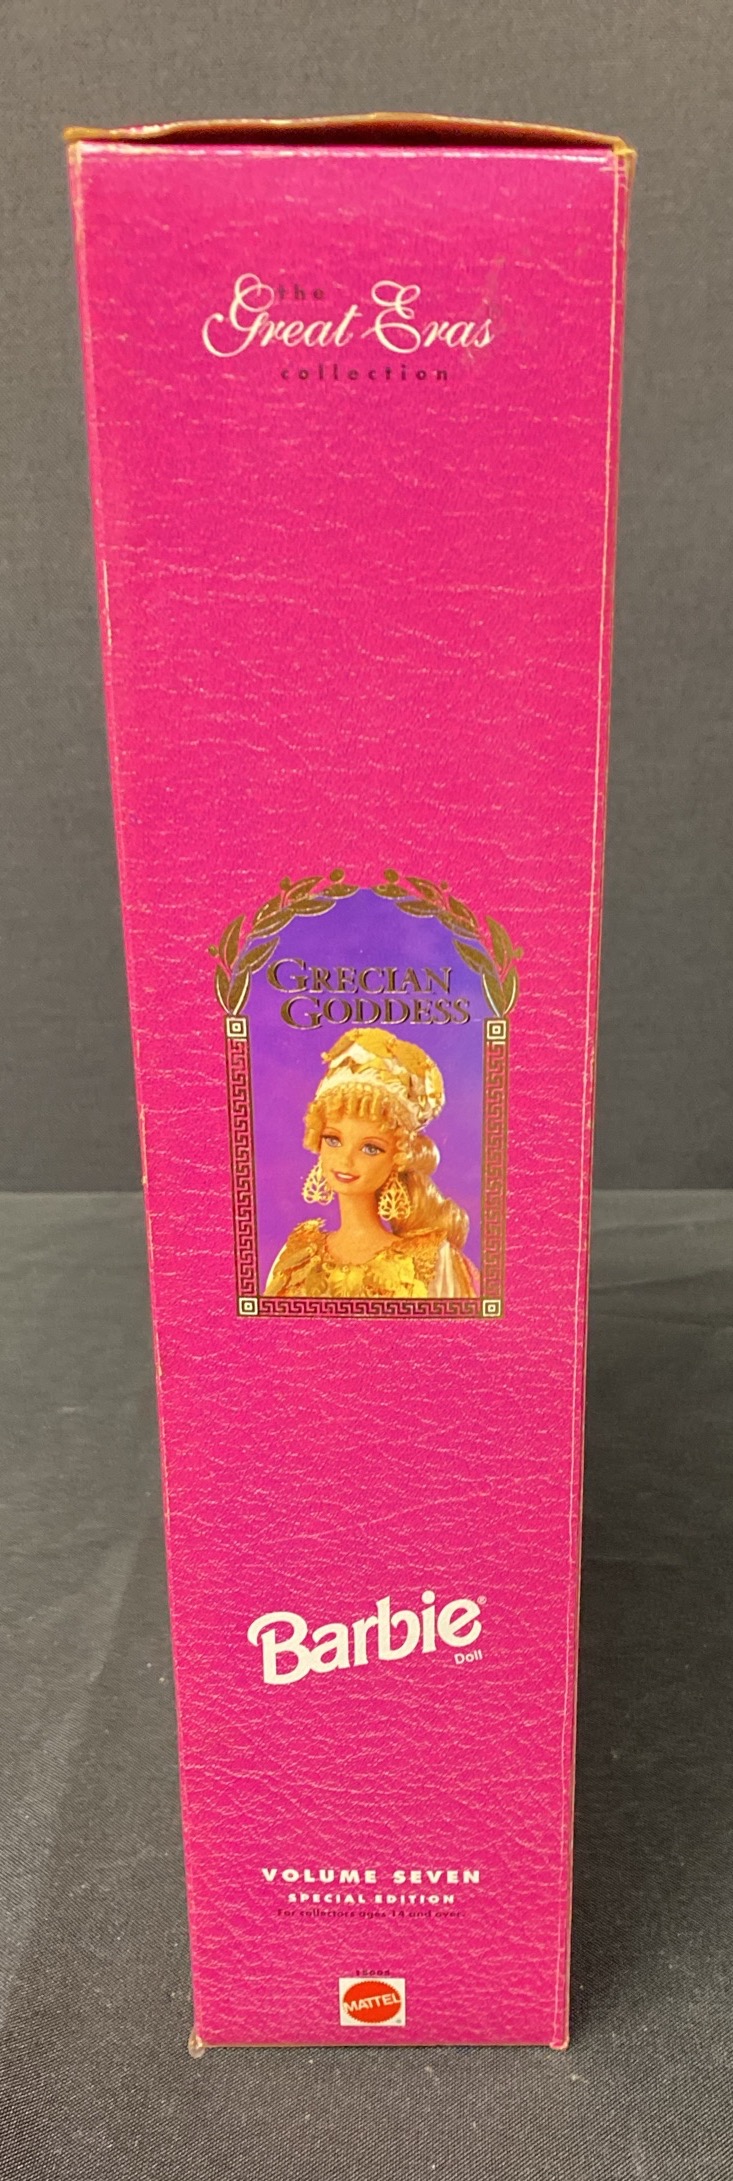 the
Great Eras
collection
GRECIAN
GODDESS
Barbie®
Doll
VOLUME SEVEN
SPECIAL EDITION
For collectors ages 14 and over.
15005
MATTEL